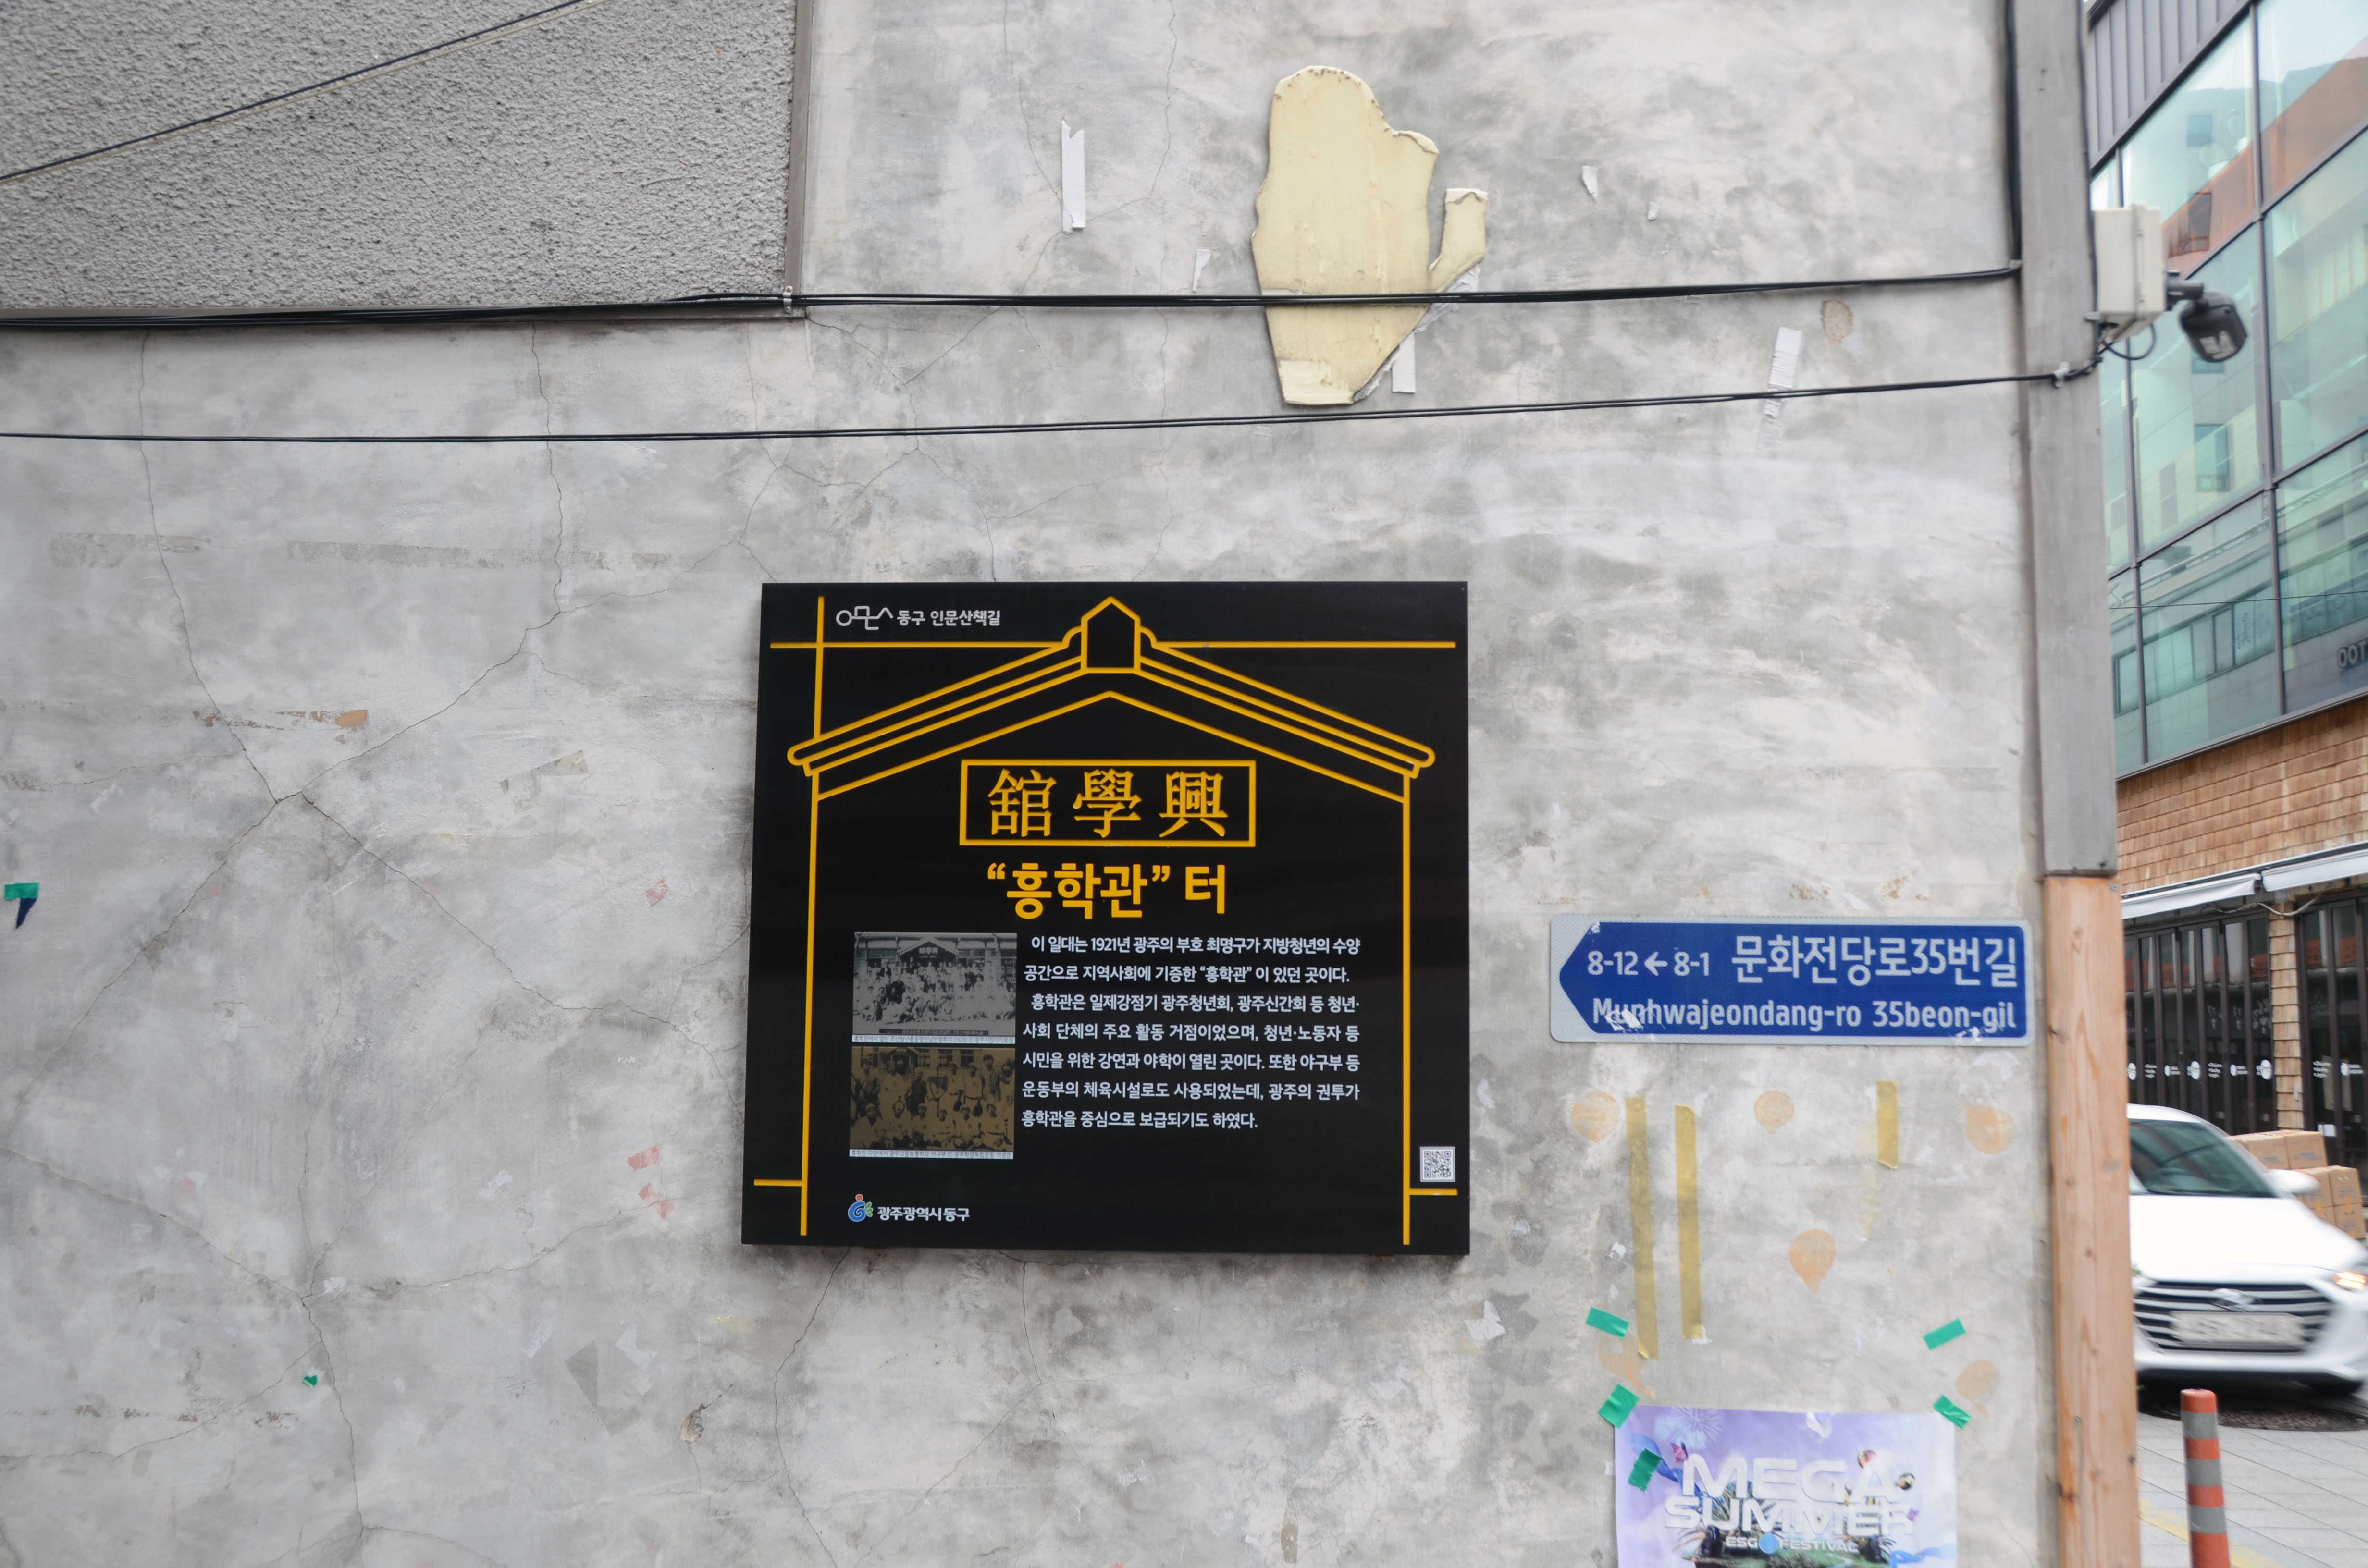 인문산 동구 인문산책길
舘學興
“흥학관” 터
이 일대는 1921년 광주의 부호 최명구가 지방청년의 수양
공간으로 지역사회에 기증한 “흥학관” 이 있던 곳이다.
흥학관은 일제강점기 광주청년회, 광주신간회 등 청년·
사회 단체의 주요 활동 거점이었으며, 청년·노동자 등
시민을 위한 강연과 야학이 열린 곳이다. 또한 야구부 등
운동부의 체육시설로도 사용되었는데, 광주의 권투가
흥학관을 중심으로 보급되기도 하였다.
광주광역시 동구
8-12 ← 8-1 문화전당로35번길
Munhwajeondang-ro 35beon-gil
MEGA
SUMMER
ESG FESTIVAL